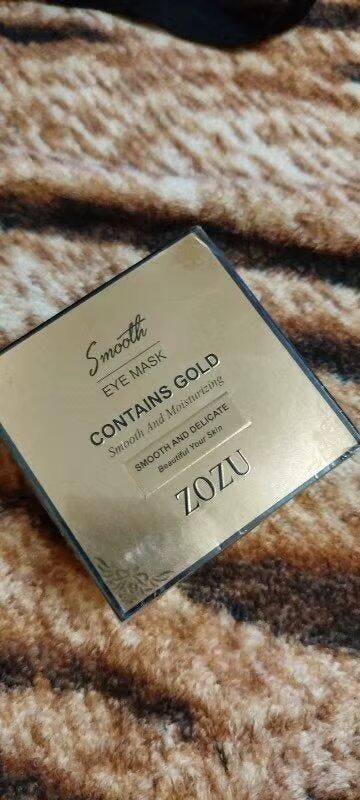 Smooth
EYE MASK
CONTAINS GOLD
Smooth And Moisturizing
SMOOTH AND DELICATE
Beautiful Your Skin
ZOZU